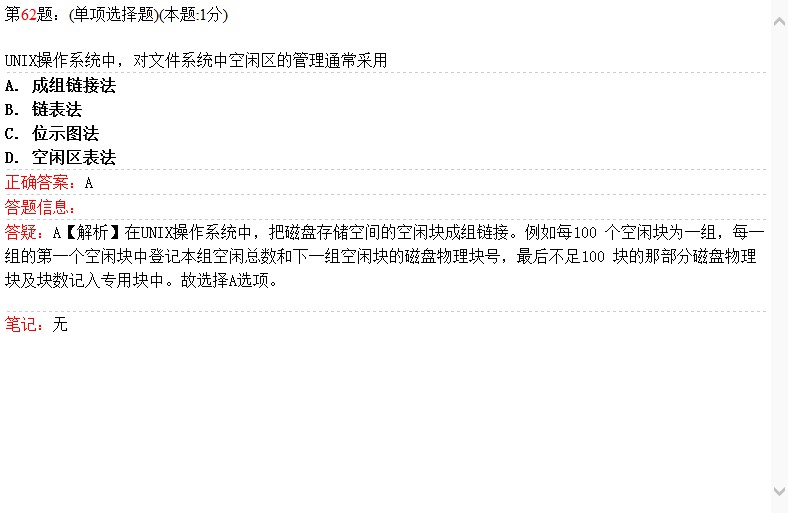 第62题：(单项选择题)(本题:1分)
UNIX操作系统中，对文件系统中空闲区的管理通常采用
A. 成组链接法
B. 链表法
C. 位示图法
D. 空闲区表法
正确答案：A
答题信息：
答疑：A【解析】在UNIX操作系统中，把磁盘存储空间的空闲块成组链接。例如每100 个空闲块为一组，每一
组的第一个空闲块中登记本组空闲总数和下一组空闲块的磁盘物理块号，最后不足100 块的那部分磁盘物理
块及块数记入专用块中。故选择A选项。
笔记：无